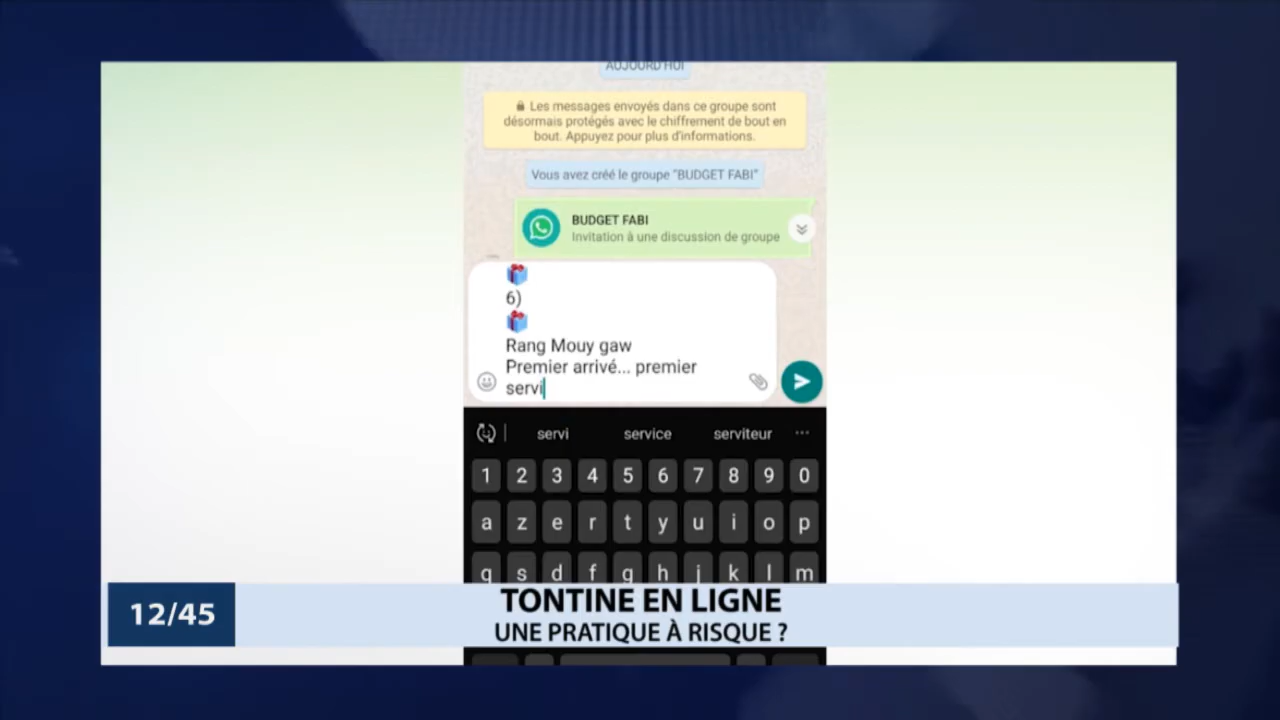 AUJOURD'HUI
Les messages envoyés dans ce groupe sont
désormais protégés avec le chiffrement de bout en
bout. Appuyez pour plus d'informations.
Vous avez créé le groupe "BUDGET FABI"
BUDGET FABI
Invitation à une discussion de groupe
6)
Rang Mouy gaw
Premier arrivé... premier
servi
servi service serviteur ...
1 2 3 4 5 6 7 8 9 0
a z e r t y u i o p
q s d f g h j k l m
12/45
TONTINE EN LIGNE
UNE PRATIQUE À RISQUE ?